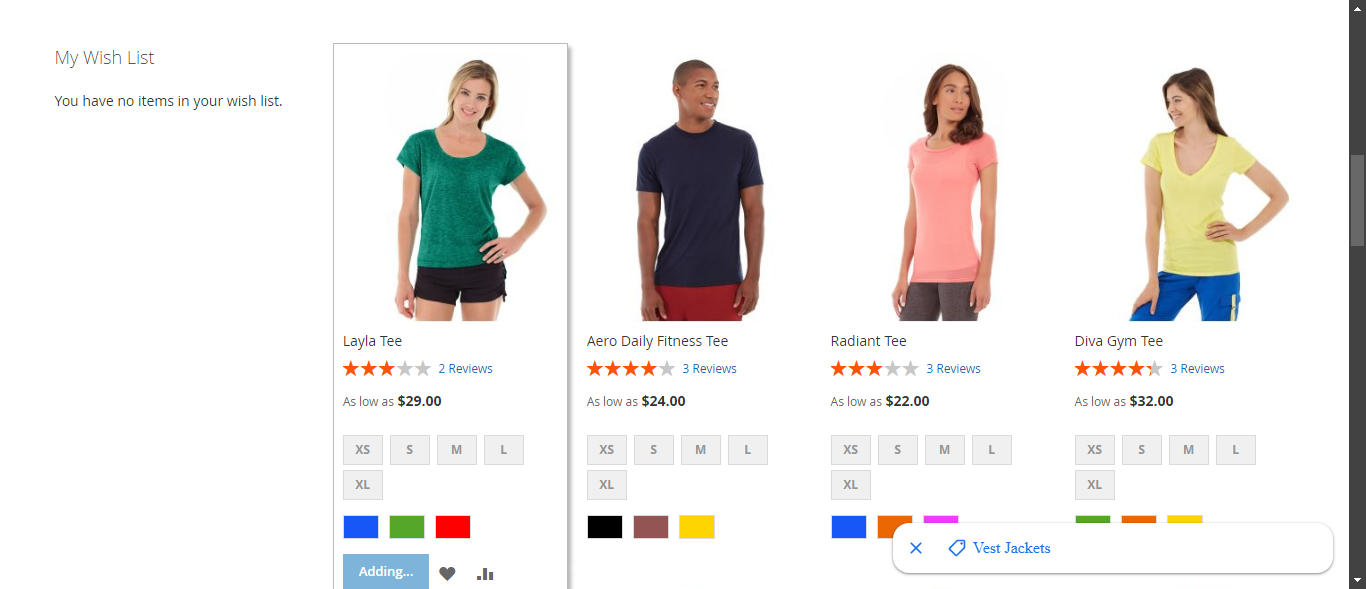 My Wish List
You have no items in your wish list.
Layla Tee
2 Reviews
As low as $29.00
XS S M L
XL
Adding...
Aero Daily Fitness Tee
3 Reviews
As low as $24.00
XS S M L
XL
Radiant Tee
3 Reviews
As low as $22.00
XS S M L
XL
Diva Gym Tee
3 Reviews
As low as $32.00
XS S M L
XL
Vest Jackets